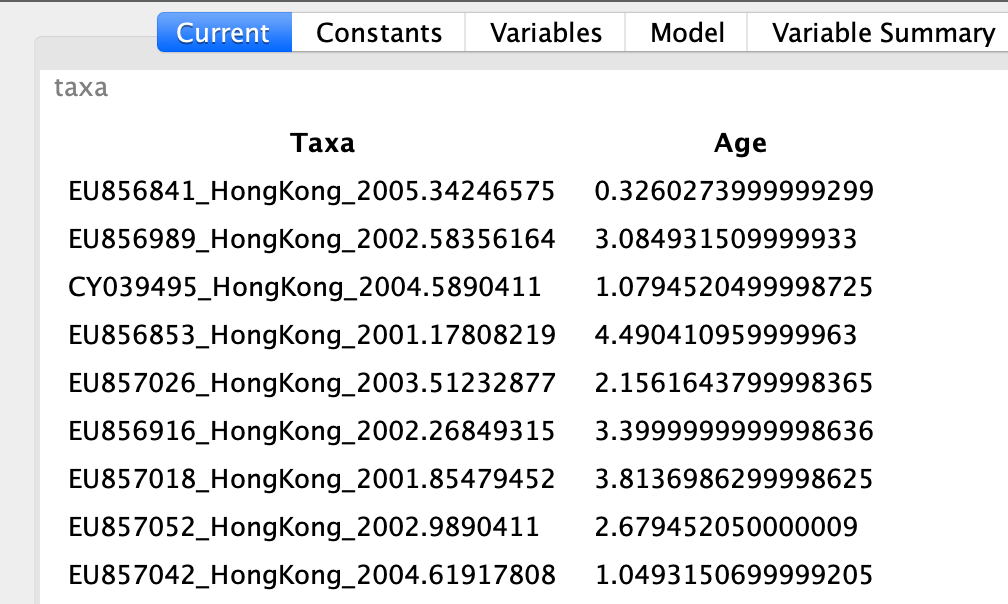 Current Constants Variables Model Variable Summary
taxa
Taxa Age
EU856841_HongKong_2005.34246575 0.3260273999999299
EU856989_HongKong_2002.58356164 3.084931509999933
CY039495_HongKong_2004.5890411 1.0794520499998725
EU856853_HongKong_2001.17808219 4.490410959999963
EU857026_HongKong_2003.51232877 2.1561643799998365
EU856916_HongKong_2002.26849315 3.3999999999998636
EU857018_HongKong_2001.85479452 3.8136986299998625
EU857052_HongKong_2002.9890411 2.679452050000009
EU857042_HongKong_2004.61917808 1.0493150699999205